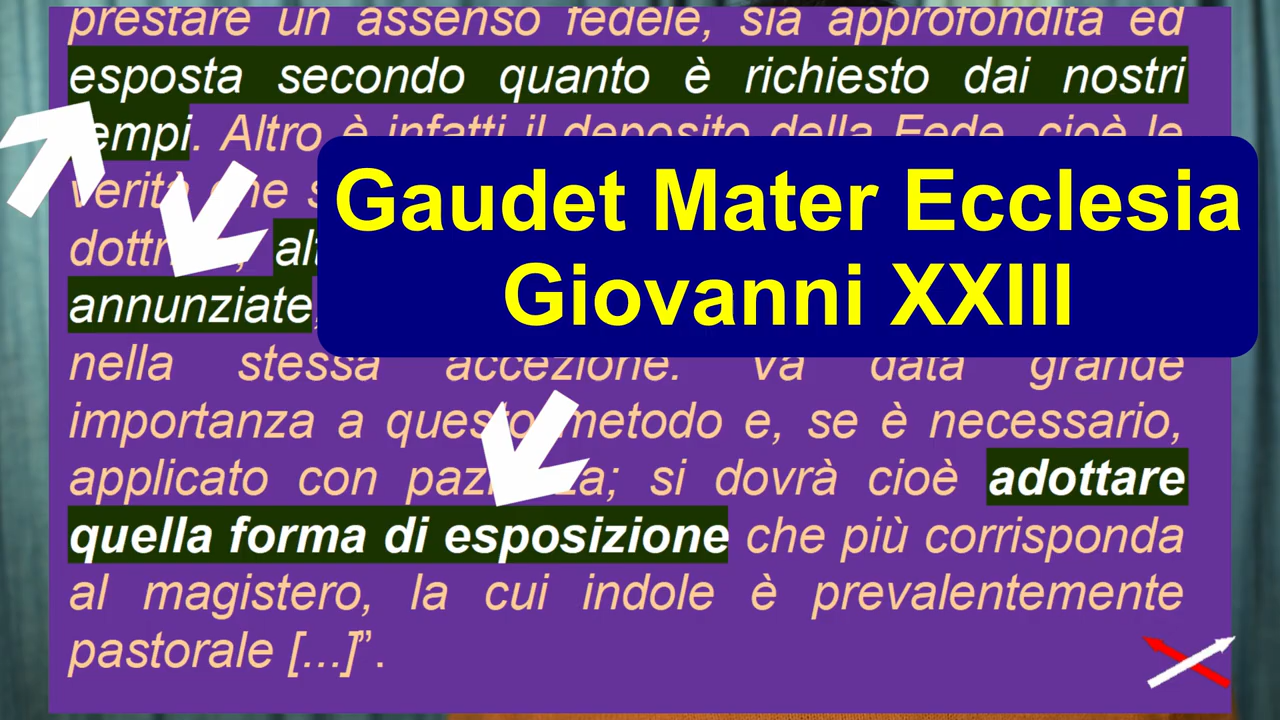 prestare un assenso fedele, sia approfondita ed
esposta secondo quanto è richiesto dai nostri
tempi. Altro è infatti il deposito della Fede, cioè le
verità che
annunziate,
Gaudet Mater Ecclesia
Giovanni XXIII
nella stessa accezione. Va data grande
importanza a questo metodo e, se è necessario,
applicato con pazienza; si dovrà cioè adottare
quella forma di esposizione che più corrisponda
al magistero, la cui indole è prevalentemente
pastorale [...]”.